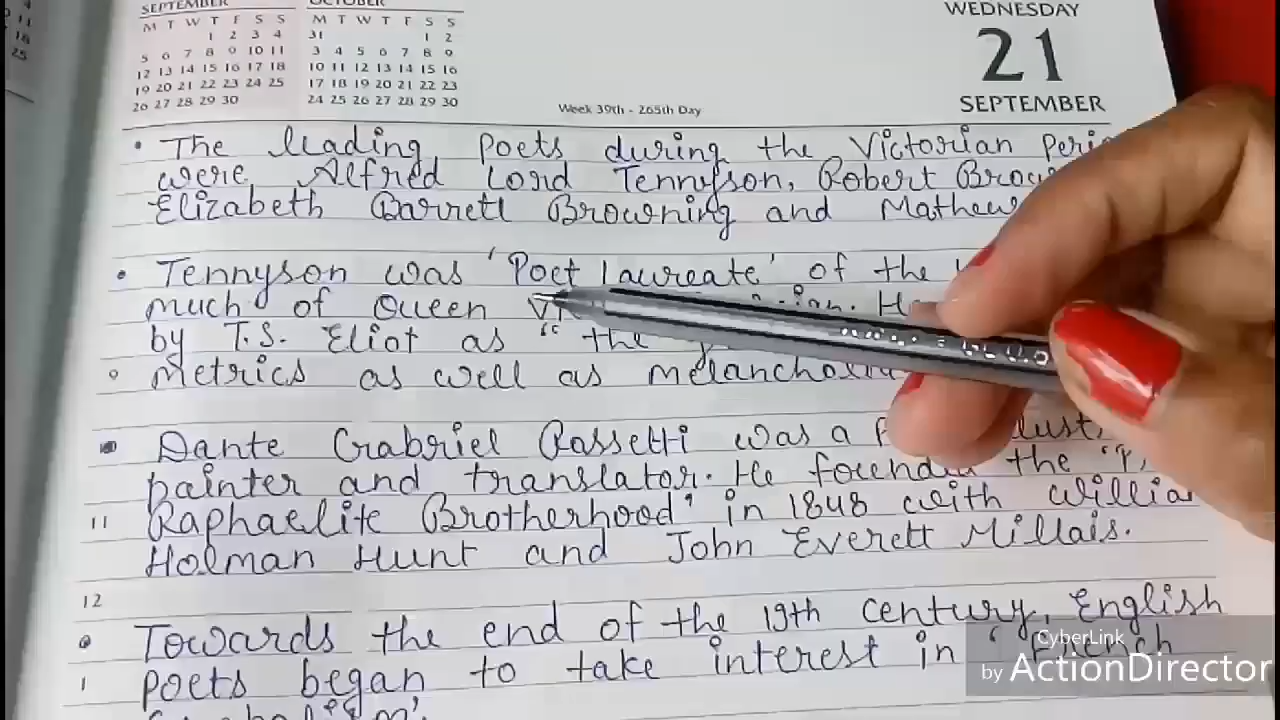 SEPTEMBER OCTOBER
M T W T F S S M T W T F S S
1 2 3 4 31 1 2
5 6 7 8 9 10 11 3 4 5 6 7 8 9
12 13 14 15 16 17 18 10 11 12 13 14 15 16
19 20 21 22 23 24 25 17 18 19 20 21 22 23
26 27 28 29 30 24 25 26 27 28 29 30
Week 39th - 265th Day
WEDNESDAY
21
SEPTEMBER
• The leading poets during the Victorian
were Alfred Lord Tennyson, Robert
Elizabeth Barrett Browning and Mathew
• Tennyson was 'Poet laureate' of the
much of Queen
by T.S. Eliot as "the
metrics as well as
Dante Grabriel Rossetti was a
painter and translator. He founded the
11 Raphaelite Brotherhood' in 1848 with
Holman Hunt and John Everett Millais.
12
Towards the end of the 19th century, English
1 poets began to take interest in 'French
CyberLink
by ActionDirector